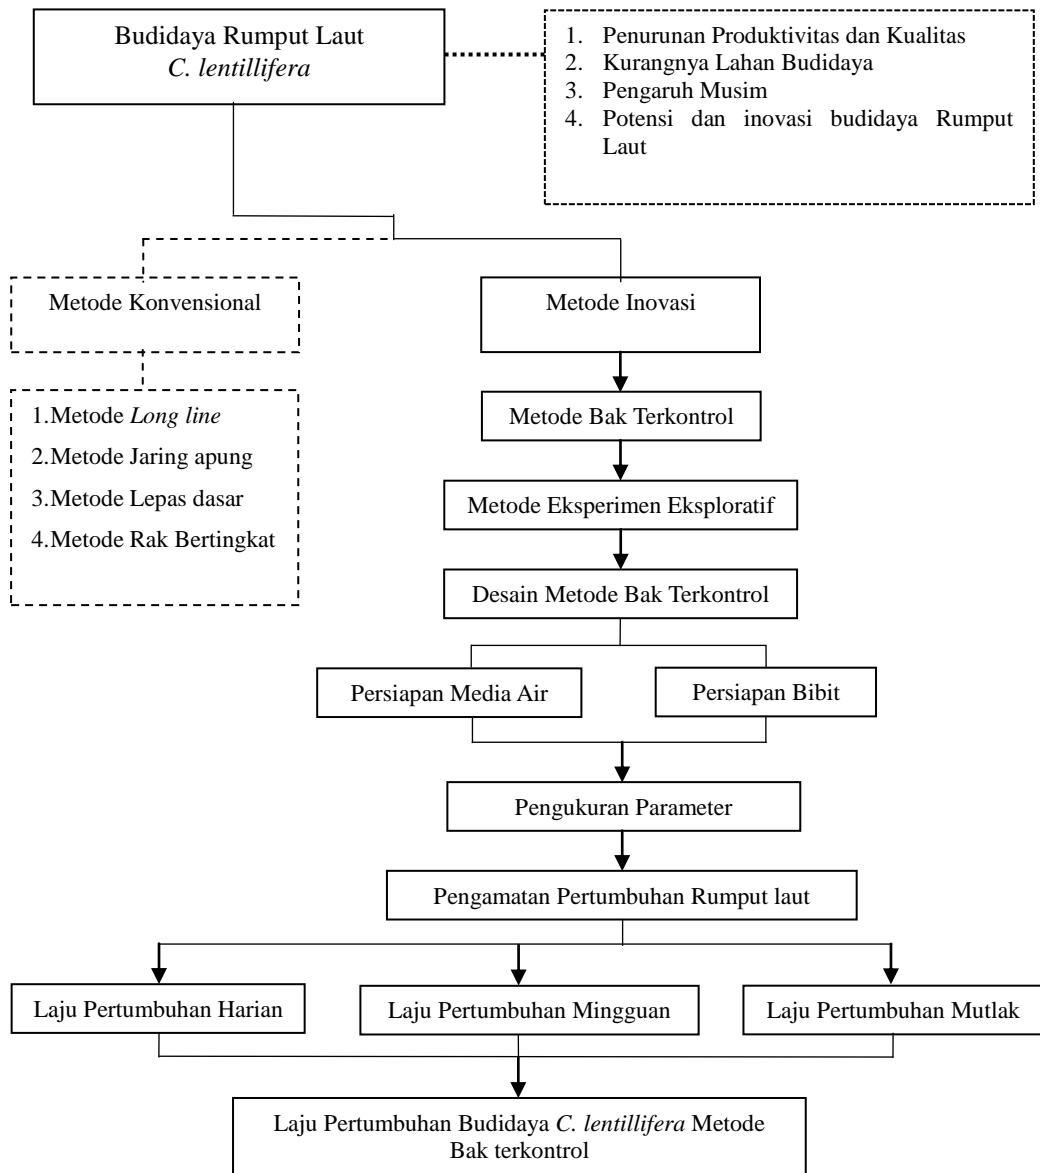 Budidaya Rumput Laut
C. lentillifera
1. Penurunan Produktivitas dan Kualitas
2. Kurangnya Lahan Budidaya
3. Pengaruh Musim
4. Potensi dan inovasi budidaya Rumput
Laut
Metode Konvensional
Metode Inovasi
1.Metode Long line
2.Metode Jaring apung
3.Metode Lepas dasar
4.Metode Rak Bertingkat
Metode Bak Terkontrol
Metode Eksperimen Eksploratif
Desain Metode Bak Terkontrol
Persiapan Media Air
Persiapan Bibit
Pengukuran Parameter
Pengamatan Pertumbuhan Rumput laut
Laju Pertumbuhan Harian
Laju Pertumbuhan Mingguan
Laju Pertumbuhan Mutlak
Laju Pertumbuhan Budidaya C. lentillifera Metode
Bak terkontrol